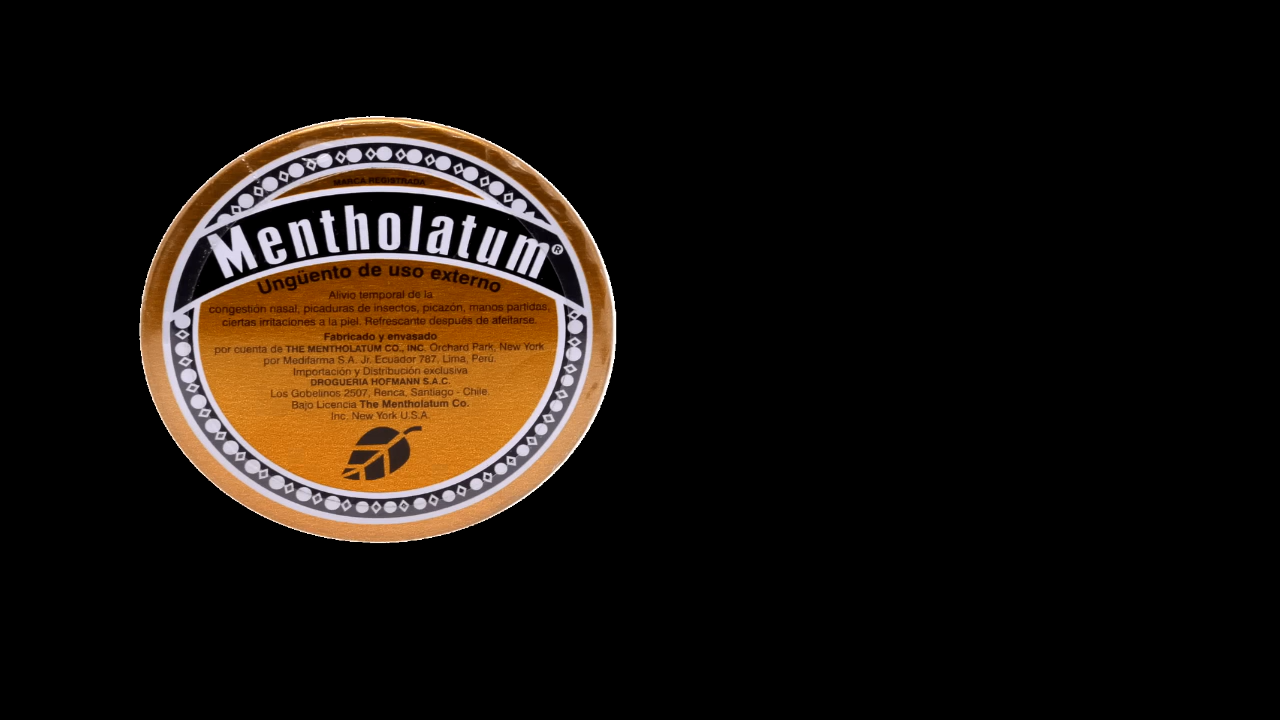 MARCA REGISTRADA
Mentholatum®
Ungüento de uso externo
Alivio temporal de la
congestión nasal, picaduras de insectos, picazón, manos partidas,
ciertas irritaciones a la piel. Refrescante después de afeitarse.
Fabricado y envasado
por cuenta de THE MENTHOLATUM CO., INC. Orchard Park, New York
por Medifarma S.A. Jr. Ecuador 787. Lima, Perú.
Importación y Distribución exclusiva
DROGUERIA HOFMANN S.A.C.
Los Gobelinos 2507, Renca, Santiago - Chile.
Bajo Licencia The Mentholatum Co.
Inc. New York U.S.A.